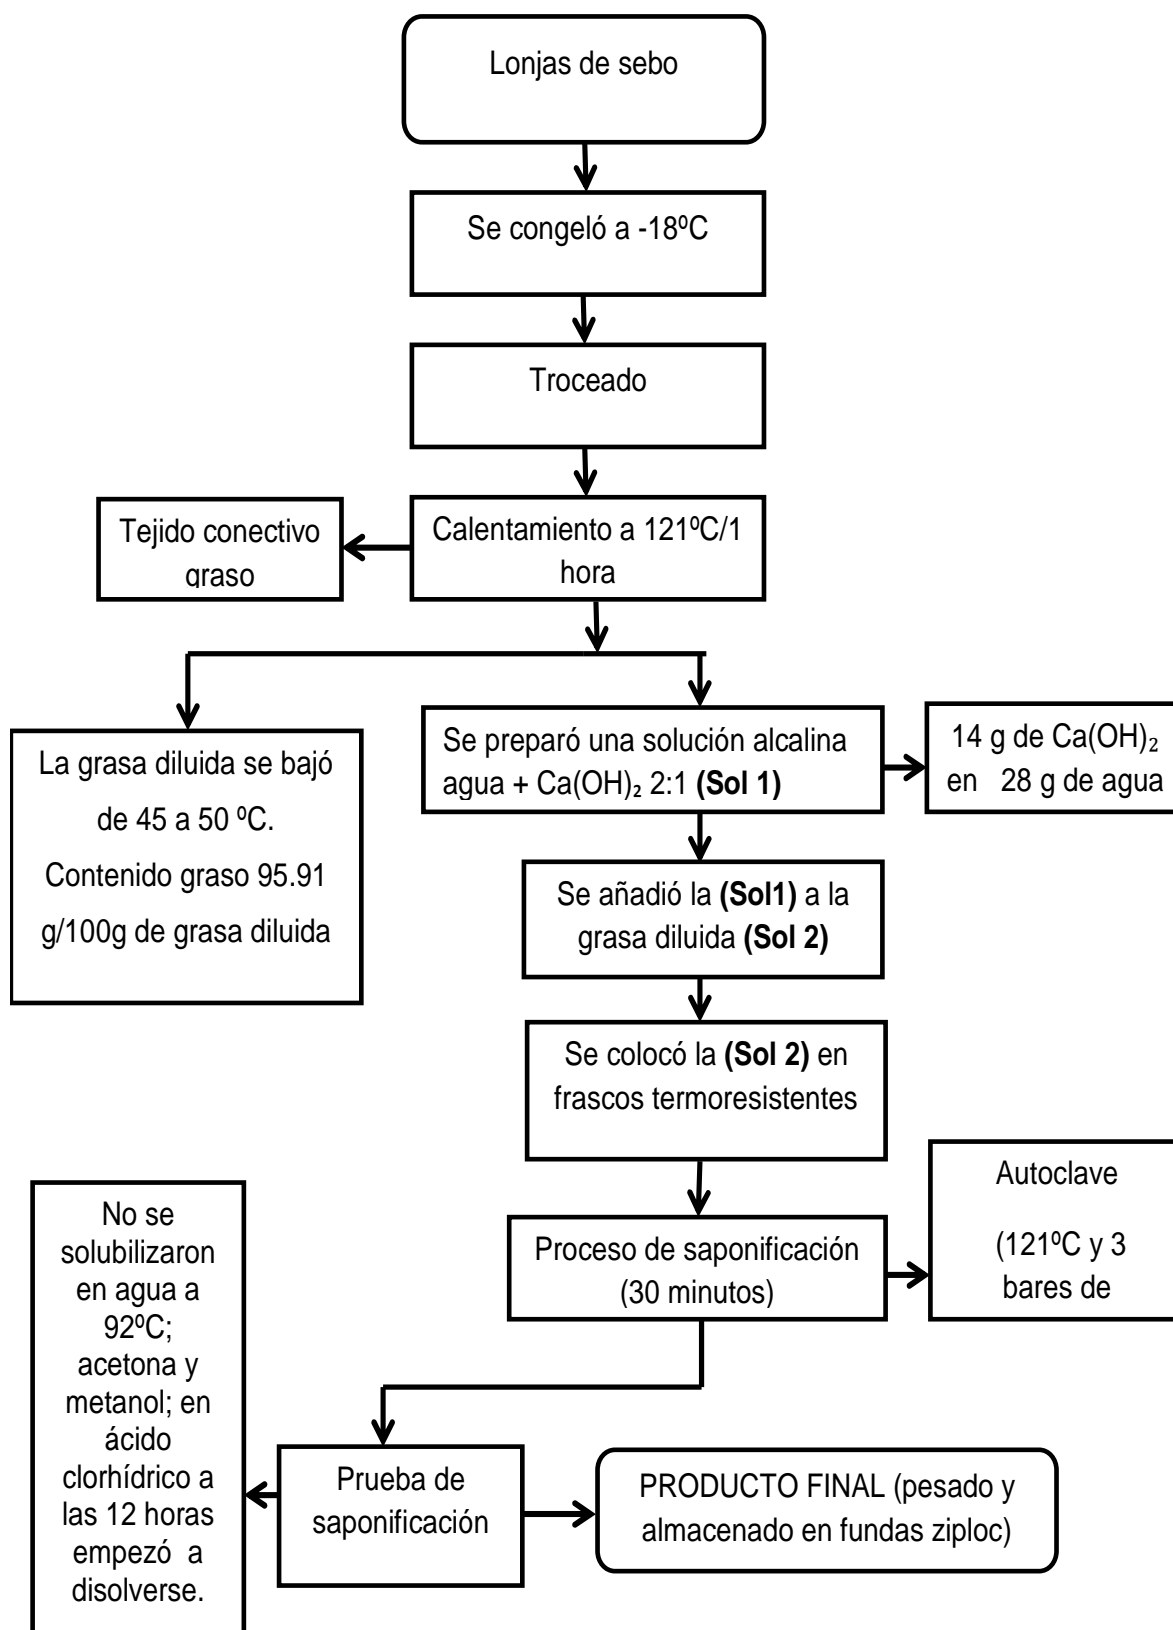 Lonjas de sebo
Se congeló a -18ºC
Troceado
Tejido conectivo
graso
Calentamiento a 121ºC/1
hora
La grasa diluida se bajó
de 45 a 50 ºC.
Contenido graso 95.91
g/100g de grasa diluida
Se preparó una solución alcalina
agua + Ca(OH)₂ 2:1 (Sol 1)
14 g de Ca(OH)₂
en 28 g de agua
Se añadió la (Sol1) a la
grasa diluida (Sol 2)
Se colocó la (Sol 2) en
frascos termoresistentes
Proceso de saponificación
(30 minutos)
Autoclave
(121ºC y 3
bares de
No se
solubilizaron
en agua a
92ºC;
acetona y
metanol; en
ácido
clorhídrico a
las 12 horas
empezó a
disolverse.
Prueba de
saponificación
PRODUCTO FINAL (pesado y
almacenado en fundas ziploc)